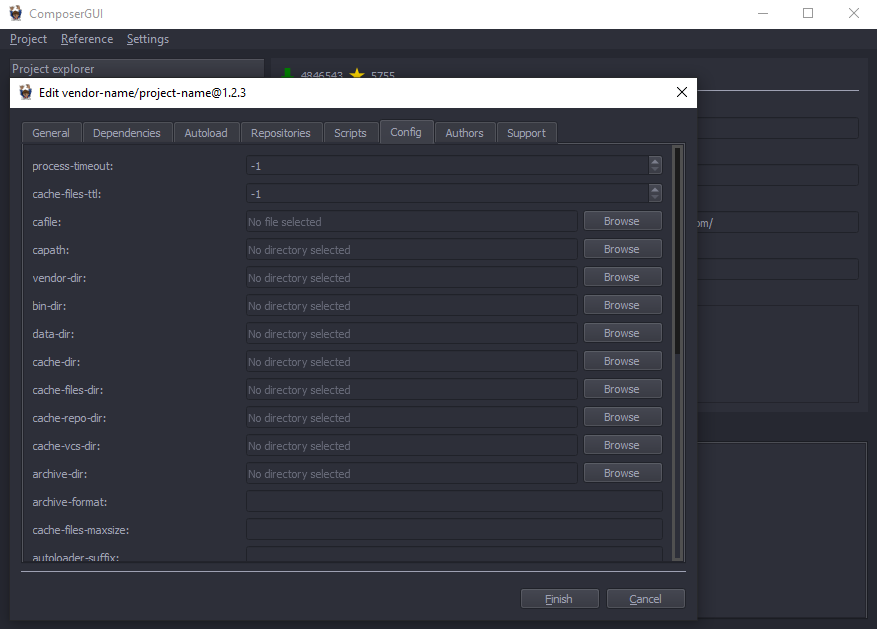 ComposerGUI
Project Reference Settings
Project explorer
4846543 5755
Edit vendor-name/project-name@1.2.3
General Dependencies Autoload Repositories Scripts Config Authors Support
process-timeout: -1
cache-files-ttl: -1
cafile: No file selected Browse
om/
capath: No directory selected Browse
vendor-dir: No directory selected Browse
bin-dir: No directory selected Browse
data-dir: No directory selected Browse
cache-dir: No directory selected Browse
cache-files-dir: No directory selected Browse
cache-repo-dir: No directory selected Browse
cache-vcs-dir: No directory selected Browse
archive-dir: No directory selected Browse
archive-format:
cache-files-maxsize:
autoloader-suffix:
Finish Cancel